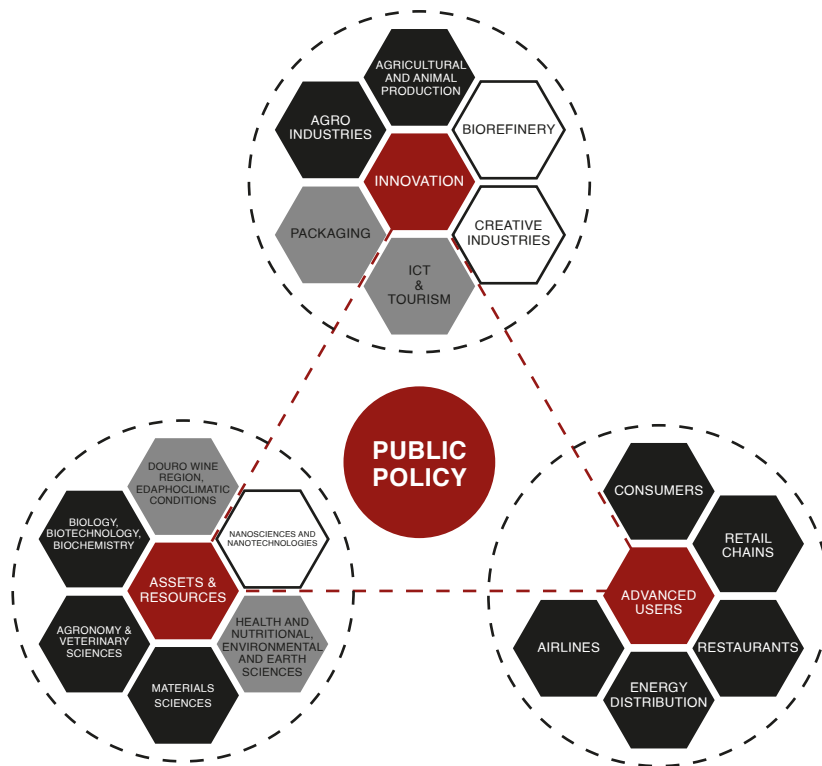 AGRICULTURAL
AND ANIMAL
PRODUCTION
AGRO
INDUSTRIES
BIOREFINERY
INNOVATION
PACKAGING
CREATIVE
INDUSTRIES
ICT
&
TOURISM
PUBLIC
POLICY
DOURO WINE
REGION,
EDAPHOCLIMATIC
CONDITIONS
BIOLOGY,
BIOTECHNOLOGY,
BIOCHEMISTRY
NANOSCIENCES AND
NANOTECHNOLOGIES
ASSETS &
RESOURCES
AGRONOMY &
VETERINARY
SCIENCES
HEALTH AND
NUTRITIONAL,
ENVIRONMENTAL
AND EARTH
SCIENCES
MATERIALS
SCIENCES
CONSUMERS
RETAIL
CHAINS
ADVANCED
USERS
AIRLINES
RESTAURANTS
ENERGY
DISTRIBUTION